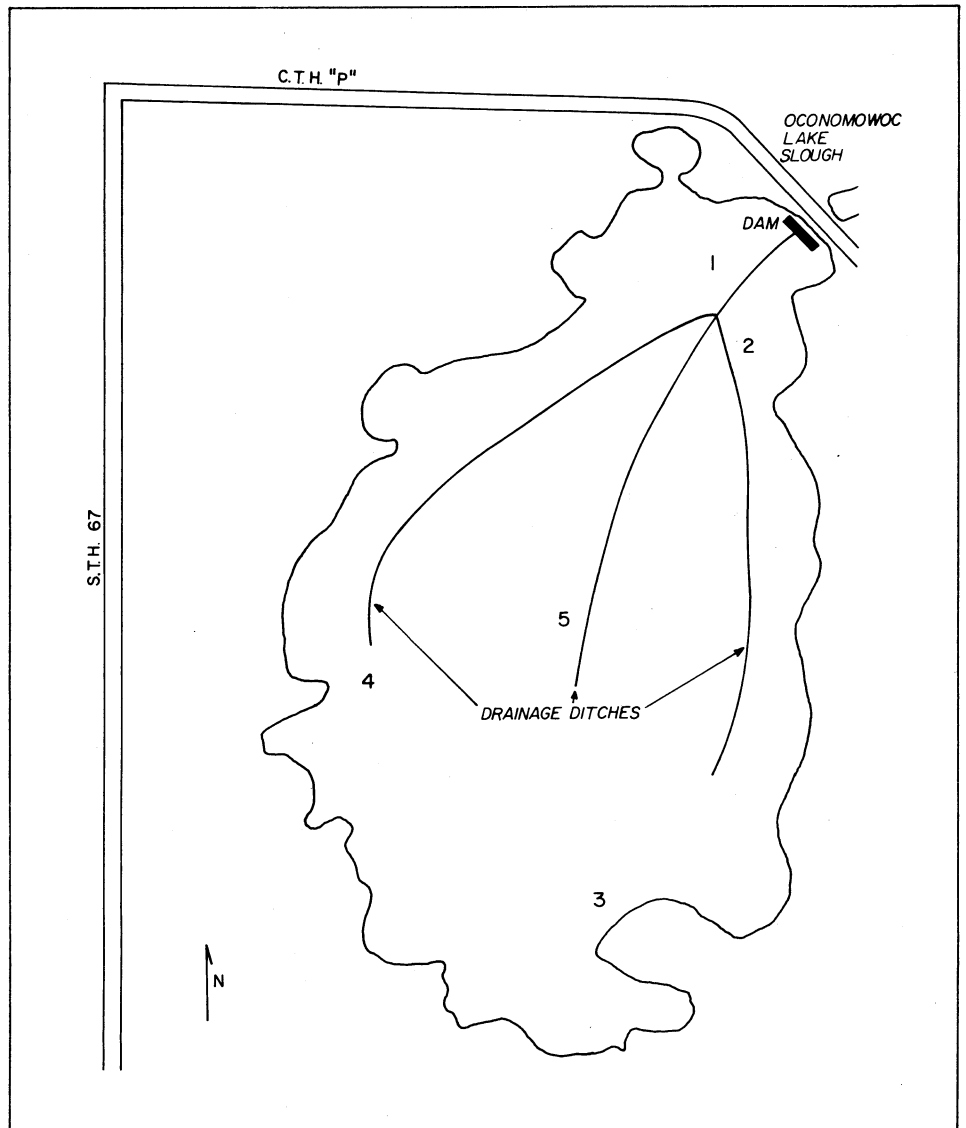 C.T.H. "P"
OCONOMOWOC
LAKE
SLOUGH
DAM
1
2
S.T.H. 67
5
4
DRAINAGE DITCHES
3
N